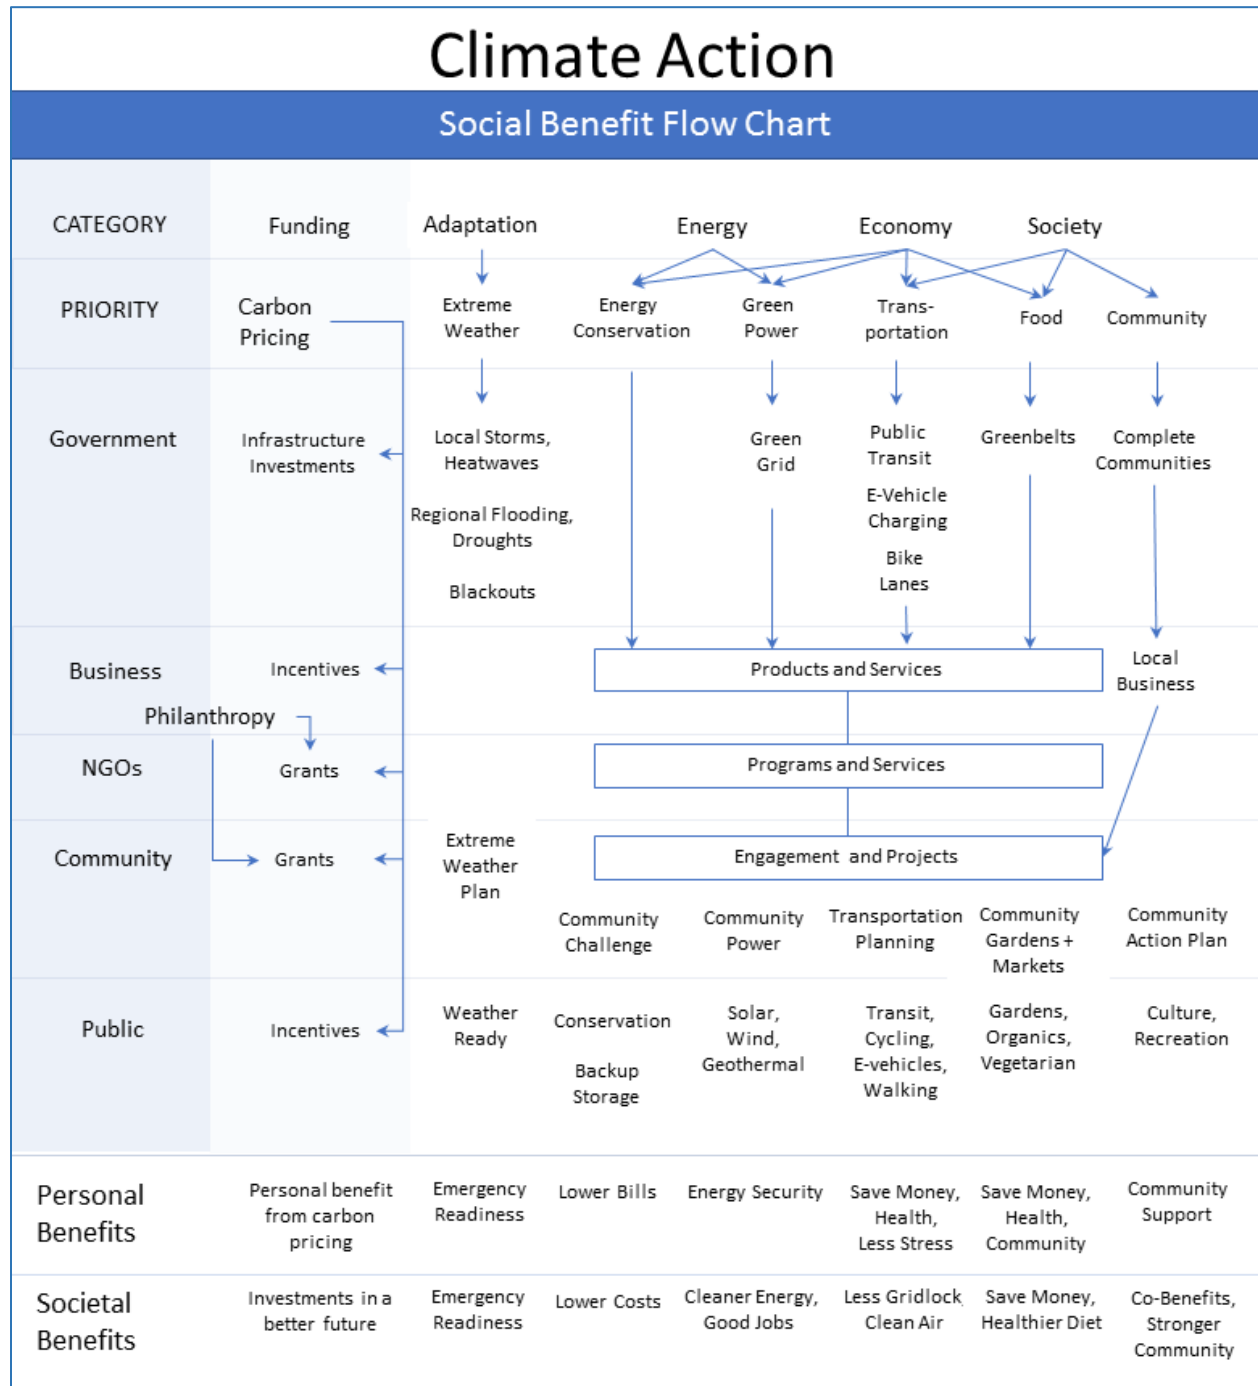 Climate Action
Social Benefit Flow Chart
CATEGORY
Funding
Adaptation
Energy
Economy
Society
PRIORITY
Carbon
Pricing
Extreme
Weather
Energy
Conservation
Green
Power
Trans-
portation
Food
Community
Government
Infrastructure
Investments
Local Storms,
Heatwaves
Regional Flooding,
Droughts
Blackouts
Green
Grid
Public
Transit
E-Vehicle
Charging
Bike
Lanes
Greenbelts
Complete
Communities
Business
Incentives
Products and Services
Local
Business
Philanthropy
NGOs
Grants
Programs and Services
Community
Grants
Extreme
Weather
Plan
Engagement and Projects
Community
Challenge
Community
Power
Transportation
Planning
Community
Gardens +
Markets
Community
Action Plan
Public
Incentives
Weather
Ready
Conservation
Backup
Storage
Solar,
Wind,
Geothermal
Transit,
Cycling,
E-vehicles,
Walking
Gardens,
Organics,
Vegetarian
Culture,
Recreation
Personal
Benefits
Personal benefit
from carbon
pricing
Emergency
Readiness
Lower Bills
Energy Security
Save Money,
Health,
Less Stress
Save Money,
Health,
Community
Community
Support
Societal
Benefits
Investments in a
better future
Emergency
Readiness
Lower Costs
Cleaner Energy,
Good Jobs
Less Gridlock,
Clean Air
Save Money,
Healthier Diet
Co-Benefits,
Stronger
Community